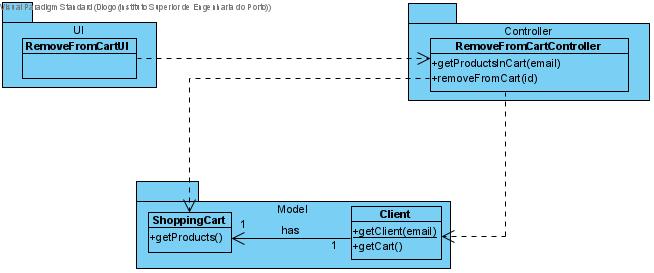 Visual Paradigm Standard (Diogo (Instituto Superior de Engenharia do Porto))
UI
RemoveFromCartUI
Controller
RemoveFromCartController
+getProductsInCart(email)
+removeFromCart(id)
Model
ShoppingCart
+getProducts()
1
has
1
Client
+getClient(email)
+getCart()